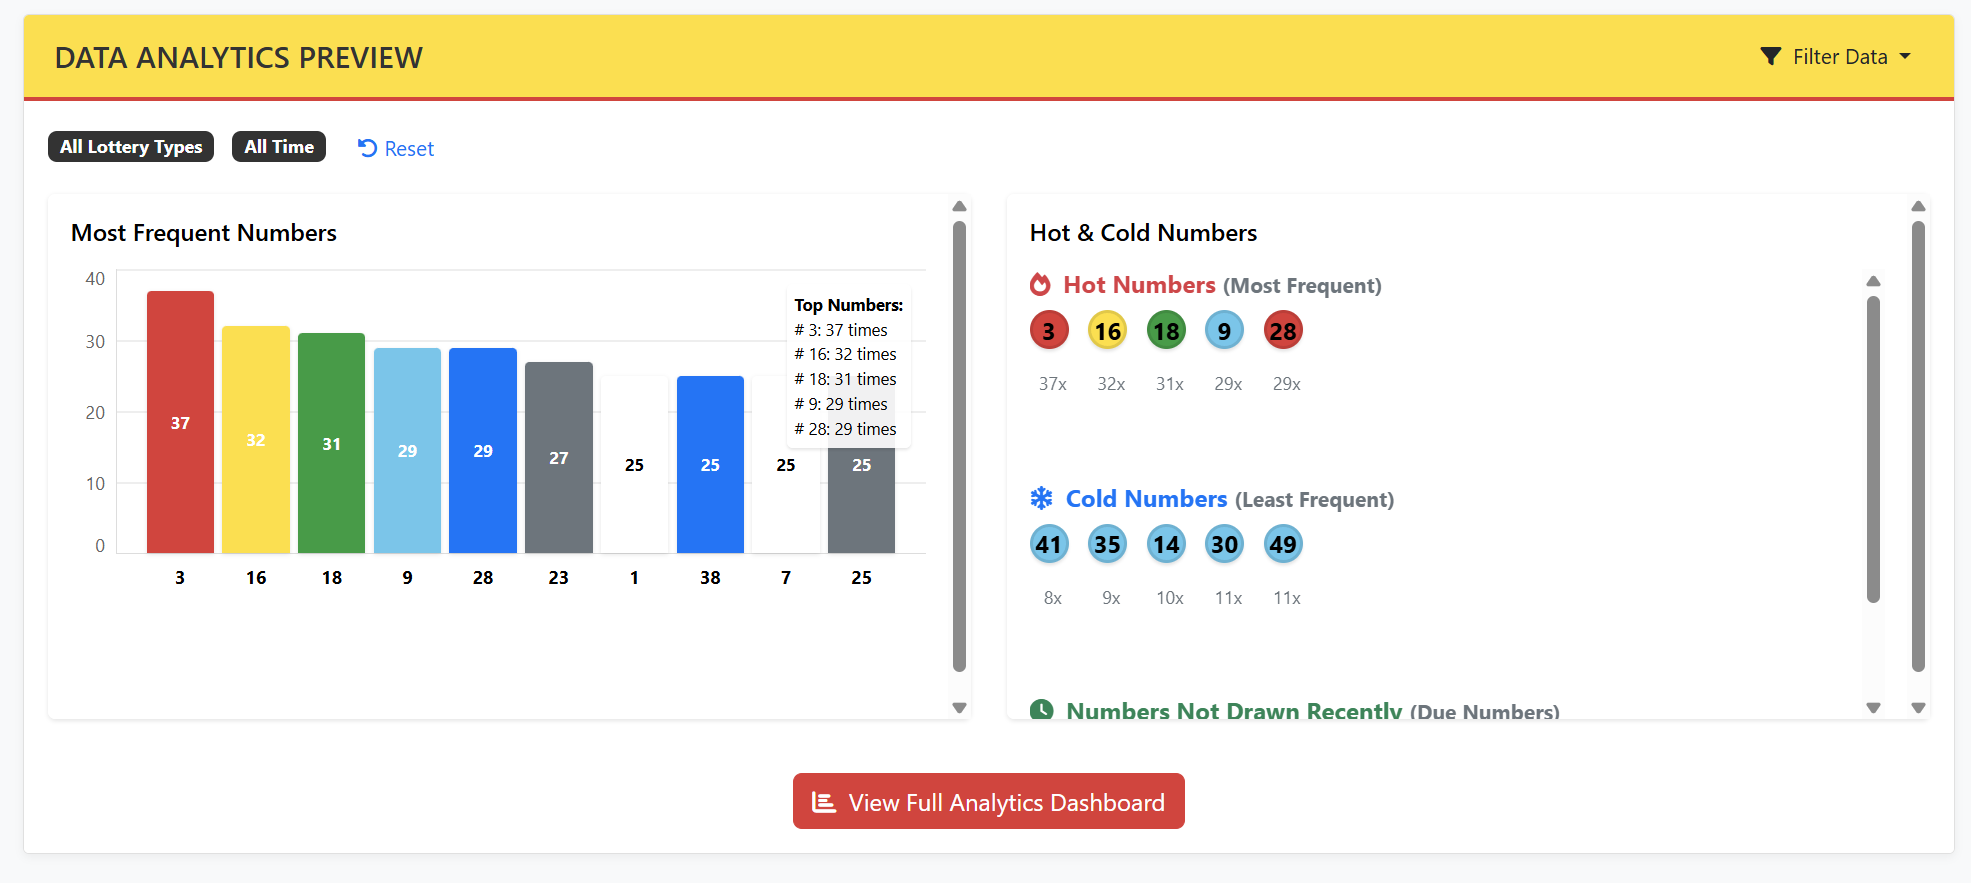 DATA ANALYTICS PREVIEW
Filter Data
All Lottery Types
All Time
Reset
Most Frequent Numbers
40
30
20
10
0
37
32
31
29
29
27
25
25
25
25
3
16
18
9
28
23
1
38
7
25
Top Numbers:
# 3: 37 times
# 16: 32 times
# 18: 31 times
# 9: 29 times
# 28: 29 times
Hot & Cold Numbers
Hot Numbers (Most Frequent)
3 16 18 9 28
37x 32x 31x 29x 29x
Cold Numbers (Least Frequent)
41 35 14 30 49
8x 9x 10x 11x 11x
Numbers Not Drawn Recently (Due Numbers)
View Full Analytics Dashboard